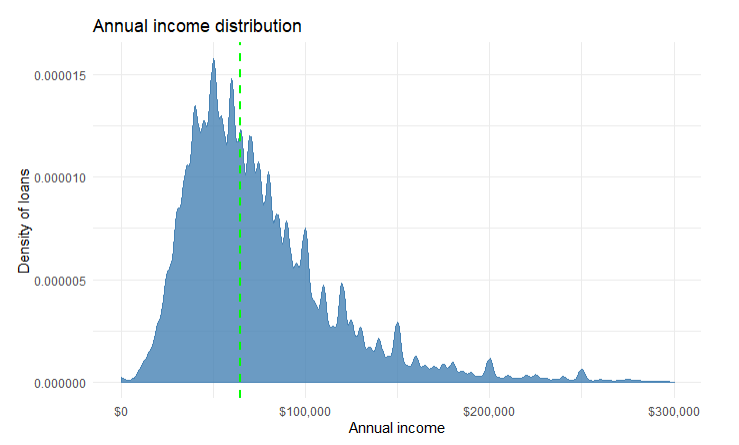 Annual income distribution
0.000015
0.000010
0.000005
0.000000
Density of loans
$0 $100,000 $200,000 $300,000
Annual income